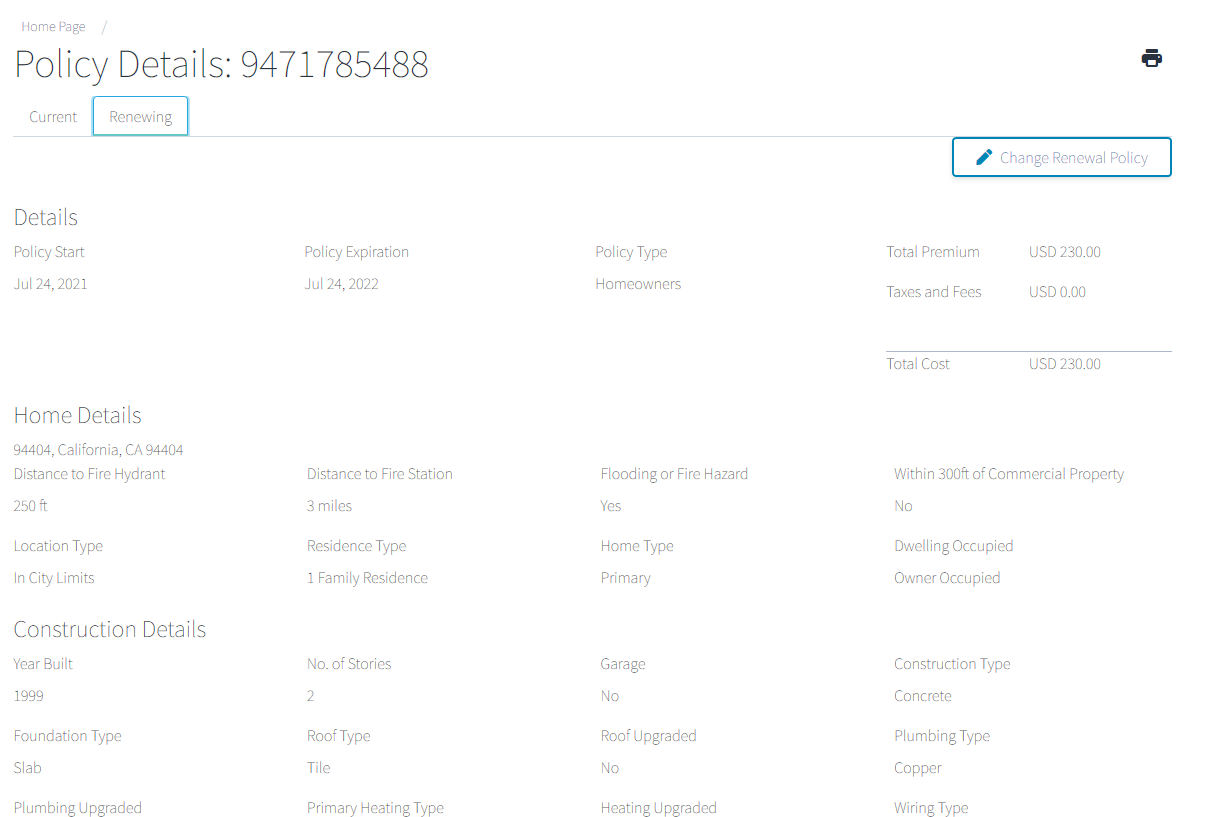 Home Page /
Policy Details: 9471785488
Current Renewing
Change Renewal Policy
Details
Policy Start Policy Expiration Policy Type Total Premium USD 230.00
Jul 24, 2021 Jul 24, 2022 Homeowners
Taxes and Fees USD 0.00
Total Cost USD 230.00
Home Details
94404, California, CA 94404
Distance to Fire Hydrant Distance to Fire Station Flooding or Fire Hazard Within 300ft of Commercial Property
250 ft 3 miles Yes No
Location Type Residence Type Home Type Dwelling Occupied
In City Limits 1 Family Residence Primary Owner Occupied
Construction Details
Year Built No. of Stories Garage Construction Type
1999 2 No Concrete
Foundation Type Roof Type Roof Upgraded Plumbing Type
Slab Tile No Copper
Plumbing Upgraded Primary Heating Type Heating Upgraded Wiring Type